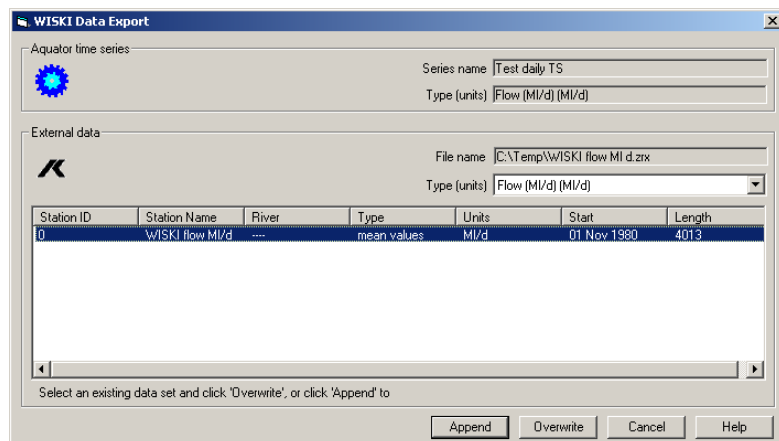 WISKI Data Export
Aquator time series
Series name Test daily TS
Type (units) Flow (Ml/d) (Ml/d)
External data
File name C:\Temp\WISKI flow Ml d.zrx
Type (units) Flow (Ml/d) (Ml/d)
Station ID Station Name River Type Units Start Length
0 WISKI flow Ml/d ---- mean values Ml/d 01 Nov 1980 4013
Select an existing data set and click 'Overwrite', or click 'Append' to
Append Overwrite Cancel Help